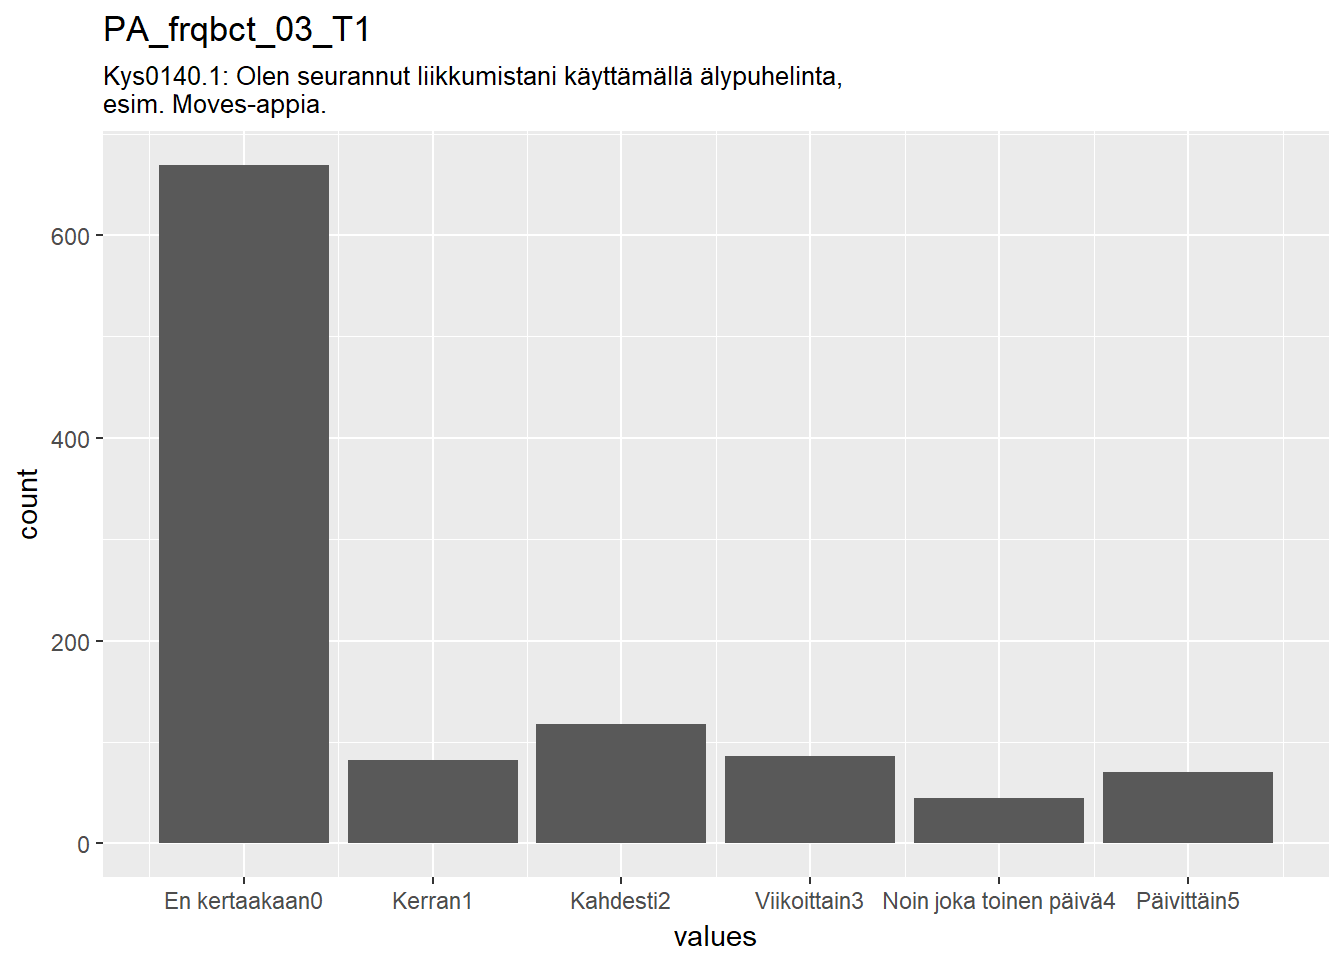 PA_frqbct_03_T1
Kys0140.1: Olen seurannut liikkumistani käyttämällä älypuhelinta,
esim. Moves-appia.
count
600
400
200
0
En kertaakaan0 Kerran1 Kahdesti2 Viikoittain3 Noin joka toinen päivä4 Päivittäin5
values